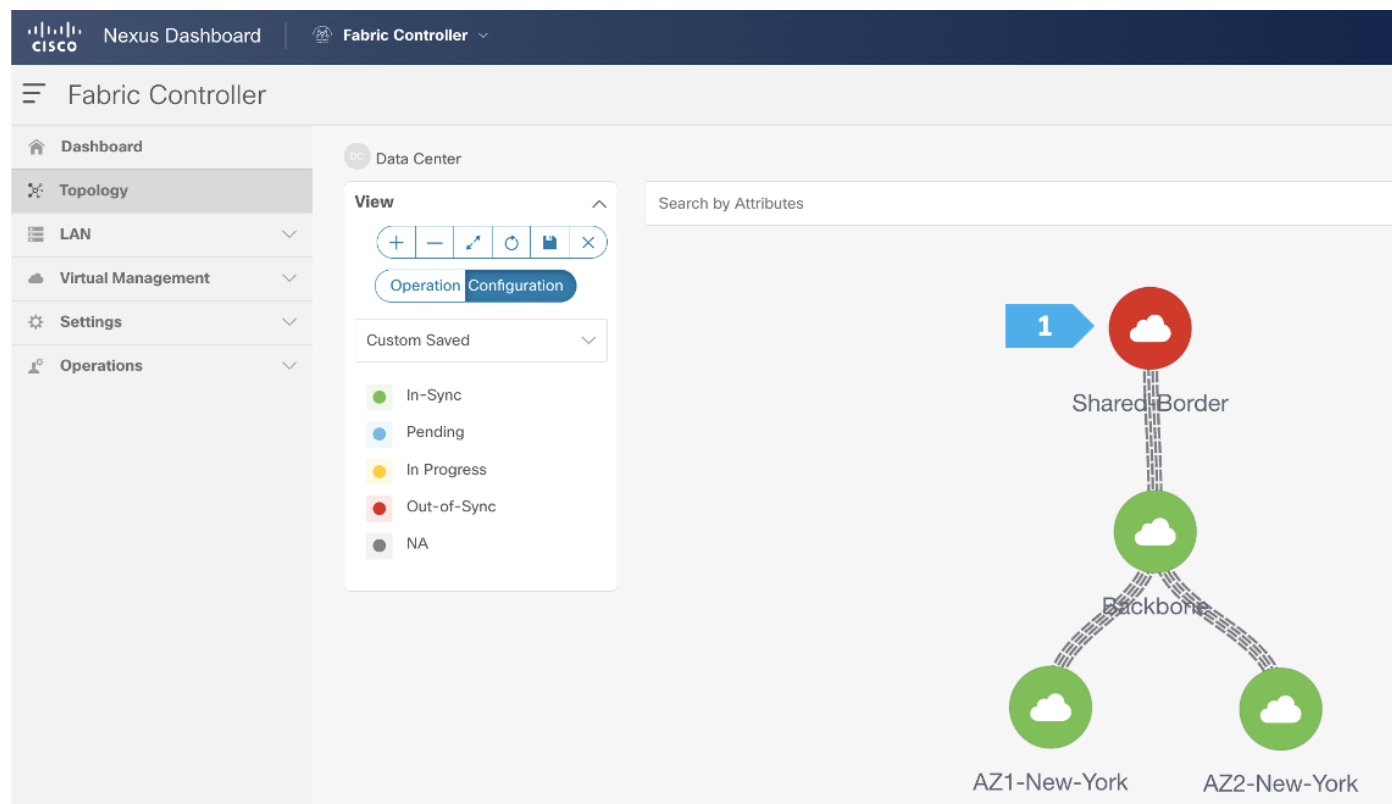 CISCO Nexus Dashboard Fabric Controller
Fabric Controller
Dashboard
Topology
LAN
Virtual Management
Settings
Operations
DC Data Center
View
Operation Configuration
Custom Saved
In-Sync
Pending
In Progress
Out-of-Sync
NA
Search by Attributes
1
Shared-Border
Backbone
AZ1-New-York
AZ2-New-York